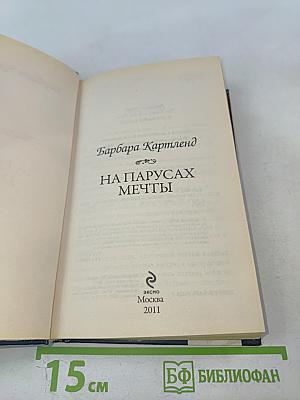 Барбара Картленд
НА ПАРУСАХ
МЕЧТЫ
ЭКСМО
Москва
2011
15 см
БФ БИБЛИОФАН